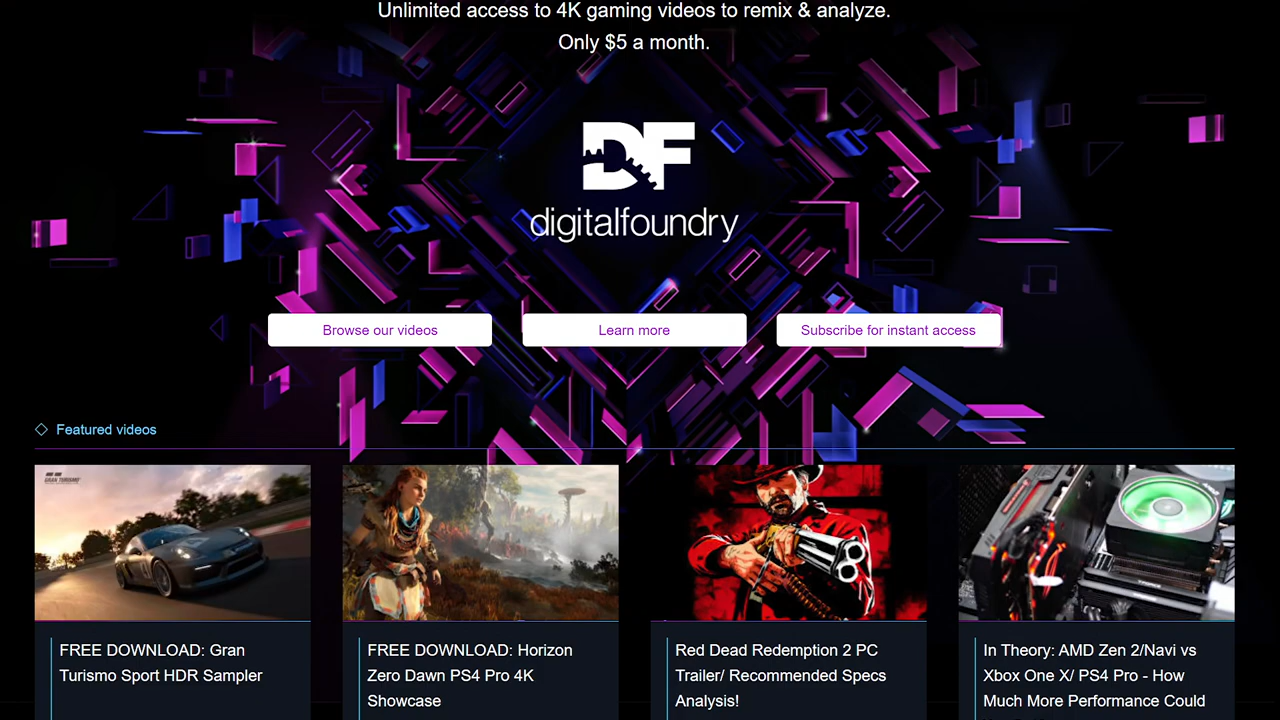 Unlimited access to 4K gaming videos to remix & analyze.
Only $5 a month.
DF
digitalfoundry
Browse our videos
Learn more
Subscribe for instant access
Featured videos
GRAN TURISMO
FREE DOWNLOAD: Gran
Turismo Sport HDR Sampler
FREE DOWNLOAD: Horizon
Zero Dawn PS4 Pro 4K
Showcase
Red Dead Redemption 2 PC
Trailer/ Recommended Specs
Analysis!
In Theory: AMD Zen 2/Navi vs
Xbox One X/ PS4 Pro - How
Much More Performance Could